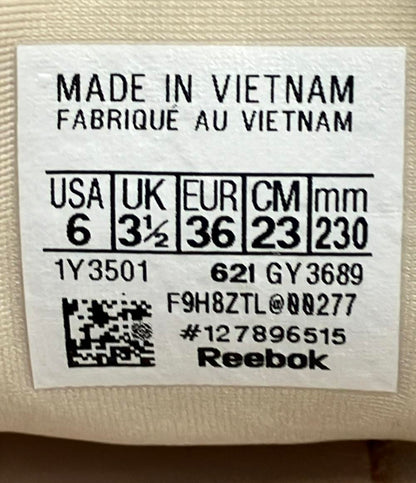 MADE IN VIETNAM
FABRIQUÉ AU VIETNAM
USA UK EUR CM mm
6 3½ 36 23 230
1Y3501 621 GY3689
F9H8ZTL@00277
#127896515
Reebok